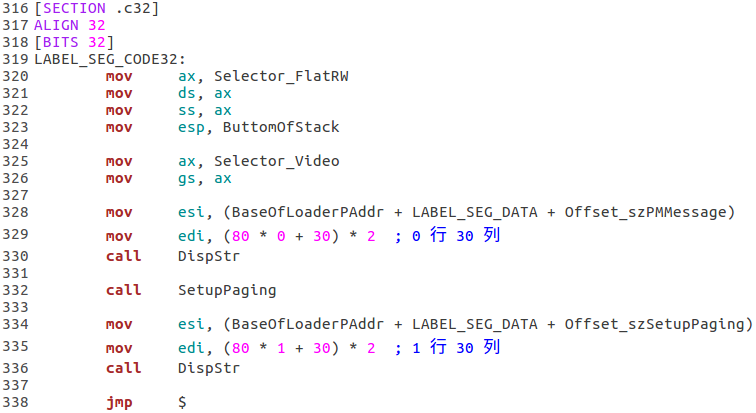 316 [SECTION .c32]
317 ALIGN 32
318 [BITS 32]
319 LABEL_SEG_CODE32:
320         mov     ax, Selector_FlatRW
321         mov     ds, ax
322         mov     ss, ax
323         mov     esp, ButtomOfStack
324
325         mov     ax, Selector_Video
326         mov     gs, ax
327
328         mov     esi, (BaseOfLoaderPAddr + LABEL_SEG_DATA + Offset_szPMMessage)
329         mov     edi, (80 * 0 + 30) * 2  ; 0 行 30 列
330         call    DispStr
331
332         call    SetupPaging
333
334         mov     esi, (BaseOfLoaderPAddr + LABEL_SEG_DATA + Offset_szSetupPaging)
335         mov     edi, (80 * 1 + 30) * 2  ; 1 行 30 列
336         call    DispStr
337
338         jmp     $